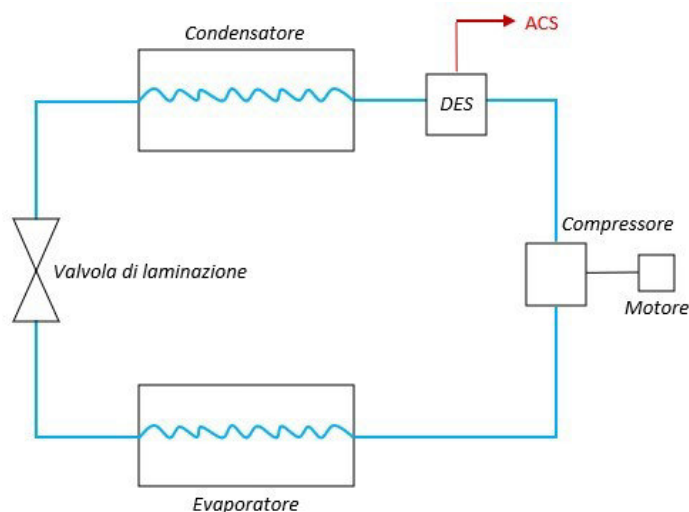 Condensatore
ACS
DES
Compressore
Valvola di laminazione
Motore
Evaporatore